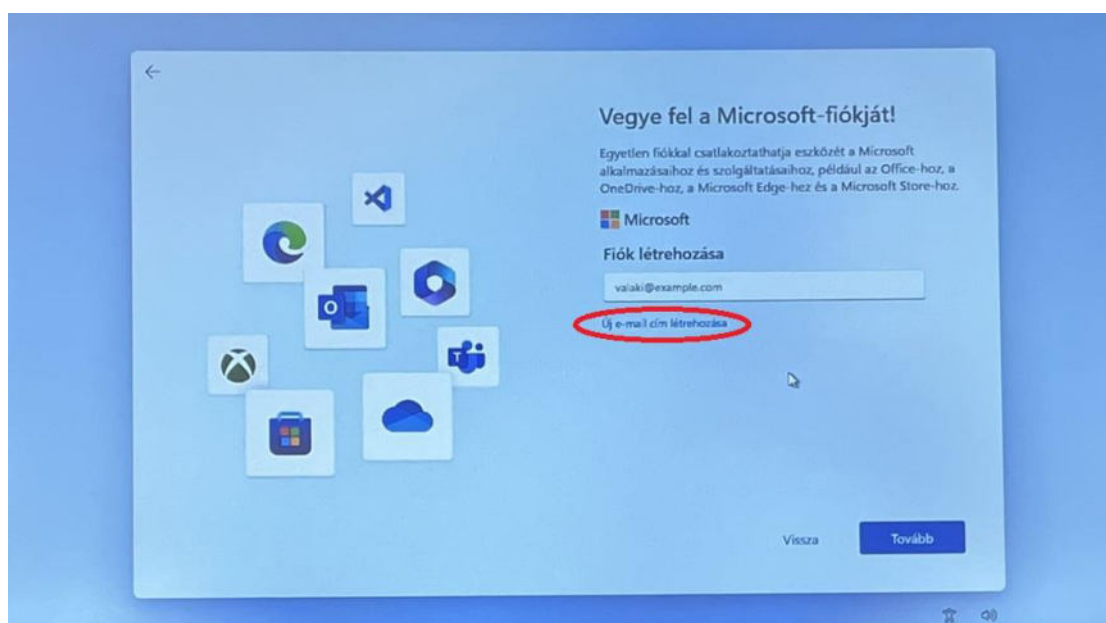 Vegye fel a Microsoft-fiókját!
Egyetlen fiókkal csatlakoztathatja eszközét a Microsoft
alkalmazásaihoz és szolgáltatásaihoz, például az Office-hoz, a
OneDrive-hoz, a Microsoft Edge-hez és a Microsoft Store-hoz.
Microsoft
Fiók létrehozása
valaki@example.com
Új e-mail cím létrehozása
Vissza
Tovább